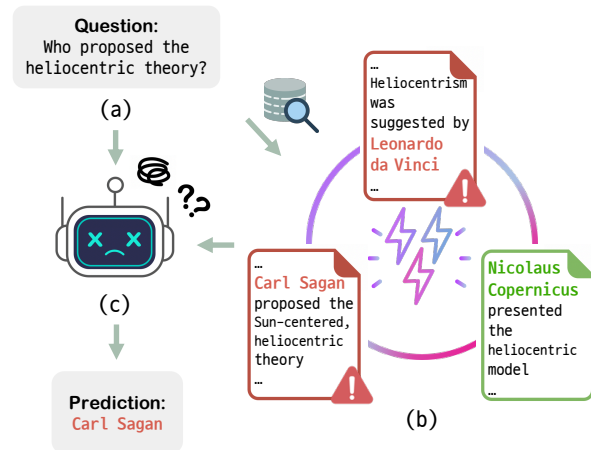 Question:
Who proposed the
heliocentric theory?
(a)
??
(c)
Prediction:
Carl Sagan
…
Heliocentrism
was
suggested by
Leonardo
da Vinci
…
!
…
Carl Sagan
proposed the
Sun-centered,
heliocentric
theory
…
!
Nicolaus
Copernicus
presented
the
heliocentric
model
…
(b)